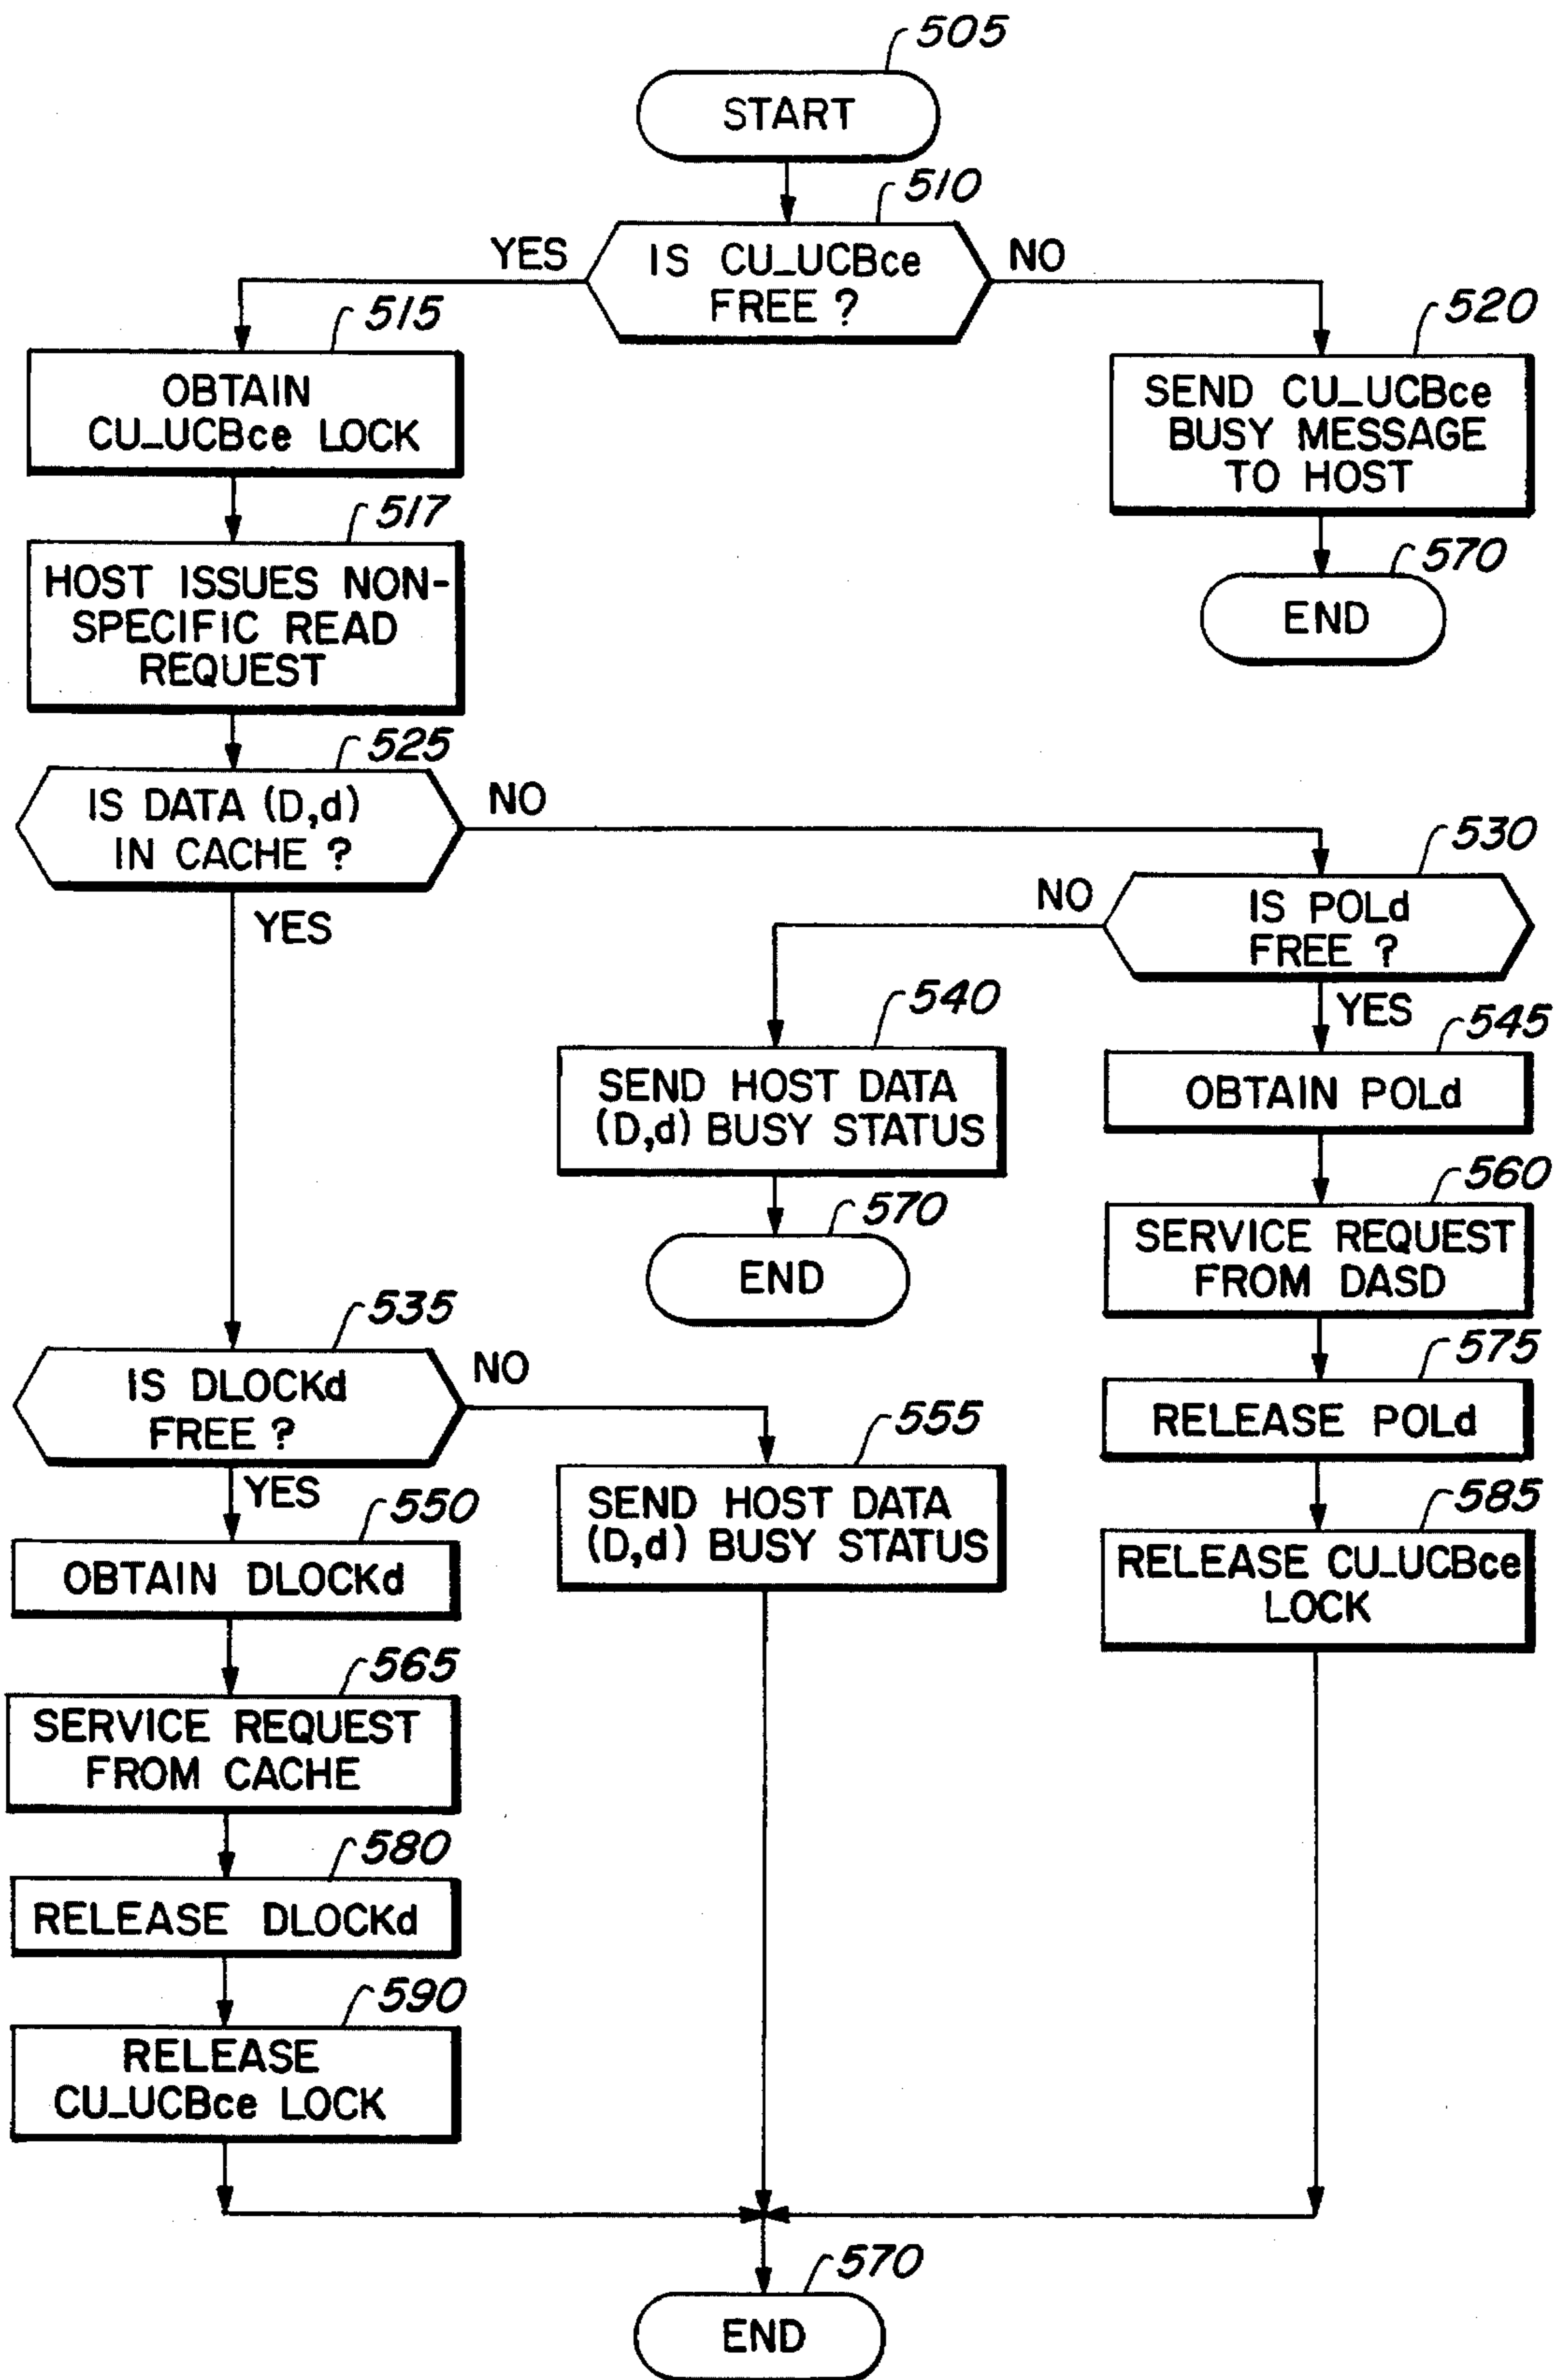 505
START
510
IS CU_UCBce
FREE ?
YES
NO
515
OBTAIN
CU_UCBce LOCK
520
SEND CU_UCBce
BUSY MESSAGE
TO HOST
570
END
517
HOST ISSUES NON-
SPECIFIC READ
REQUEST
525
IS DATA (D,d)
IN CACHE ?
NO
YES
530
IS POLd
FREE ?
NO
YES
540
SEND HOST DATA
(D,d) BUSY STATUS
570
END
545
OBTAIN POLd
560
SERVICE REQUEST
FROM DASD
575
RELEASE POLd
585
RELEASE CU_UCBce
LOCK
535
IS DLOCKd
FREE ?
NO
YES
555
SEND HOST DATA
(D,d) BUSY STATUS
550
OBTAIN DLOCKd
565
SERVICE REQUEST
FROM CACHE
580
RELEASE DLOCKd
590
RELEASE
CU_UCBce LOCK
570
END